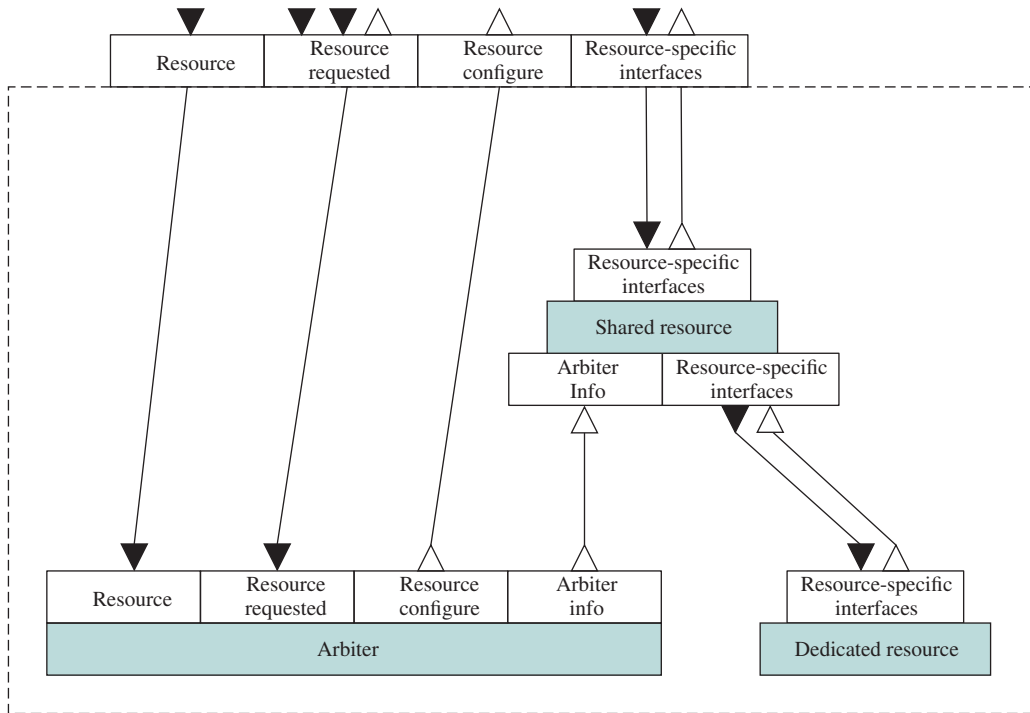 Resource
Resource
requested
Resource
configure
Resource-specific
interfaces
Resource-specific
interfaces
Shared resource
Arbiter
Info
Resource-specific
interfaces
Resource
Resource
requested
Resource
configure
Arbiter
info
Arbiter
Resource-specific
interfaces
Dedicated resource